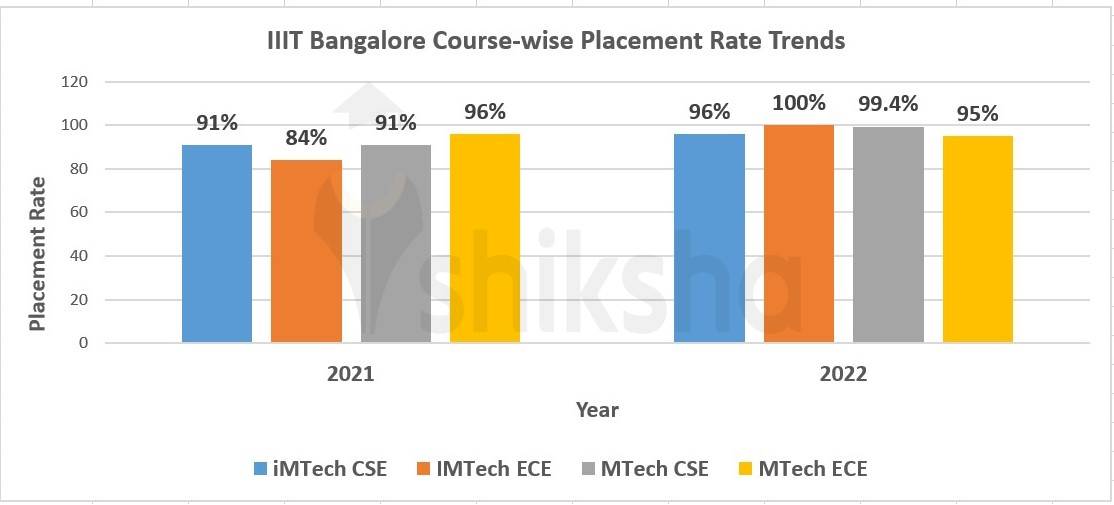 IIIT Bangalore Course-wise Placement Rate Trends
120
100
80
60
40
20
0
Placement Rate
91% 84% 91% 96% 96% 100% 99.4% 95%
shiksha
2021 2022
Year
iMTech CSE IMTech ECE MTech CSE MTech ECE